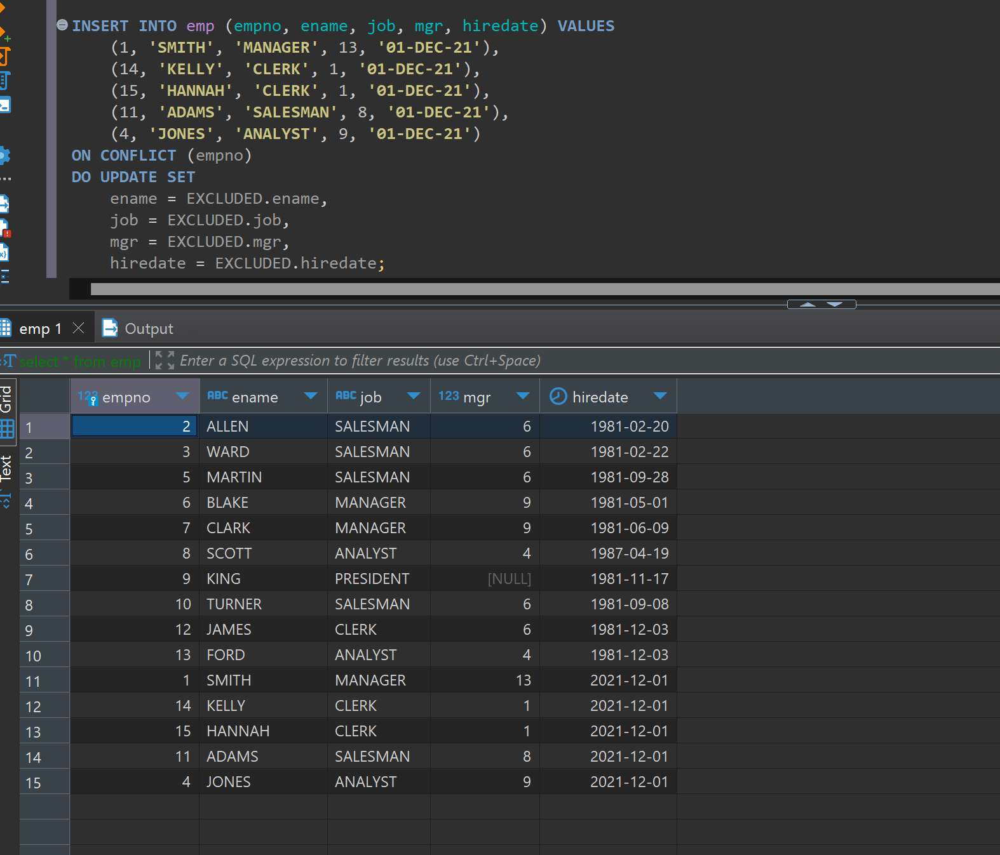 INSERT INTO emp (empno, ename, job, mgr, hiredate) VALUES
(1, 'SMITH', 'MANAGER', 13, '01-DEC-21'),
(14, 'KELLY', 'CLERK', 1, '01-DEC-21'),
(15, 'HANNAH', 'CLERK', 1, '01-DEC-21'),
(11, 'ADAMS', 'SALESMAN', 8, '01-DEC-21'),
(4, 'JONES', 'ANALYST', 9, '01-DEC-21')
ON CONFLICT (empno)
DO UPDATE SET
ename = EXCLUDED.ename,
job = EXCLUDED.job,
mgr = EXCLUDED.mgr,
hiredate = EXCLUDED.hiredate;
emp 1 Output
select * from emp Enter a SQL expression to filter results (use Ctrl+Space)
Grid
Text
123 empno ABC ename ABC job 123 mgr hiredate
1 2 ALLEN SALESMAN 6 1981-02-20
2 3 WARD SALESMAN 6 1981-02-22
3 5 MARTIN SALESMAN 6 1981-09-28
4 6 BLAKE MANAGER 9 1981-05-01
5 7 CLARK MANAGER 9 1981-06-09
6 8 SCOTT ANALYST 4 1987-04-19
7 9 KING PRESIDENT [NULL] 1981-11-17
8 10 TURNER SALESMAN 6 1981-09-08
9 12 JAMES CLERK 6 1981-12-03
10 13 FORD ANALYST 4 1981-12-03
11 1 SMITH MANAGER 13 2021-12-01
12 14 KELLY CLERK 1 2021-12-01
13 15 HANNAH CLERK 1 2021-12-01
14 11 ADAMS SALESMAN 8 2021-12-01
15 4 JONES ANALYST 9 2021-12-01